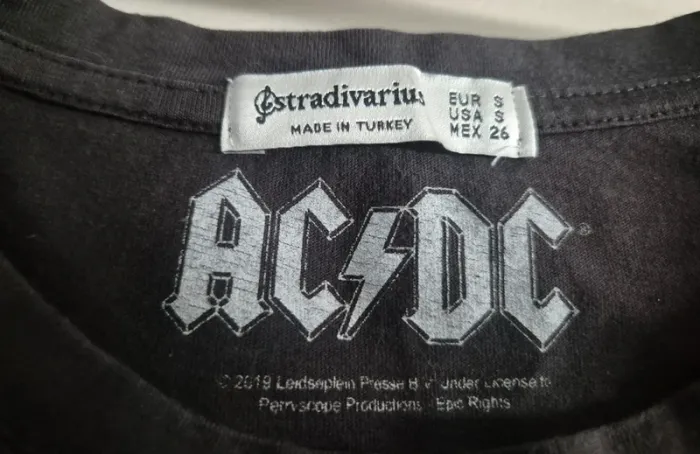 stradivarius
MADE IN TURKEY
EUR S
USA S
MEX 26
AC DC ®
© 2019 Leidseplein Presse B.V. Under License to
Perryscope Productions / Epic Rights